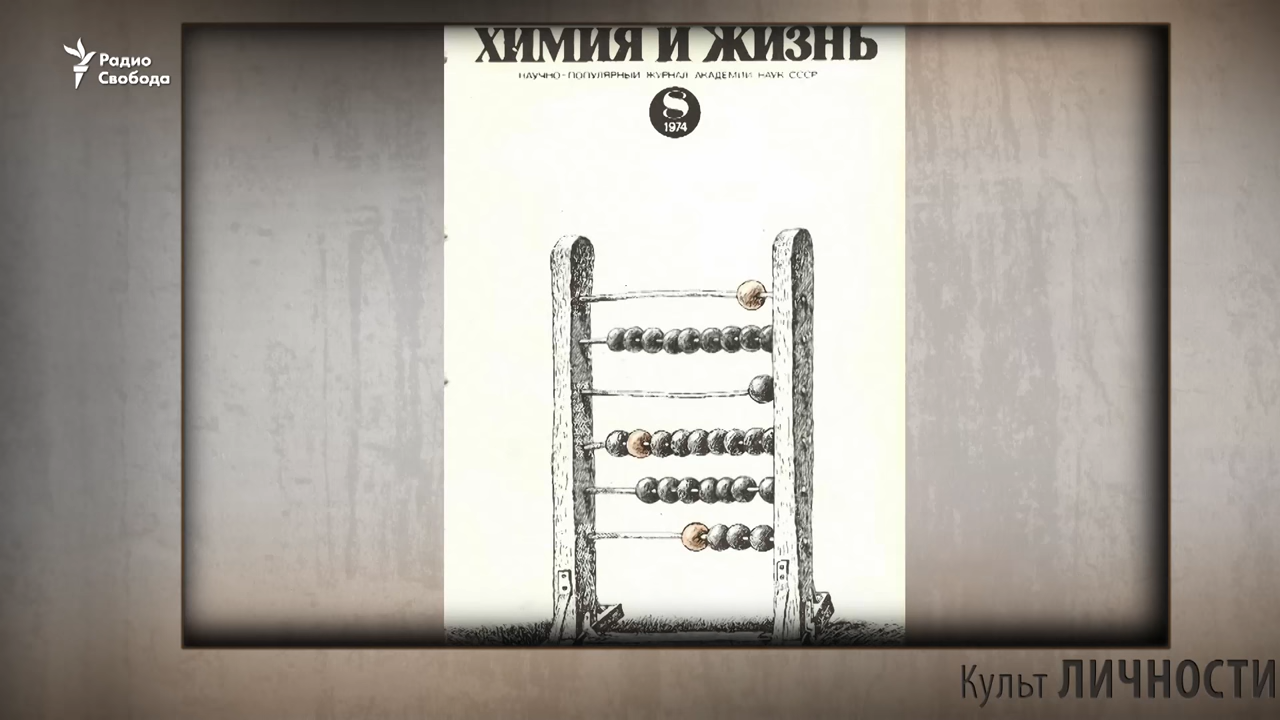 Радио
Свобода
ХИМИЯ И ЖИЗНЬ
НАУЧНО-ПОПУЛЯРНЫЙ ЖУРНАЛ АКАДЕМИИ НАУК СССР
8
1974
Культ ЛИЧНОСТИ